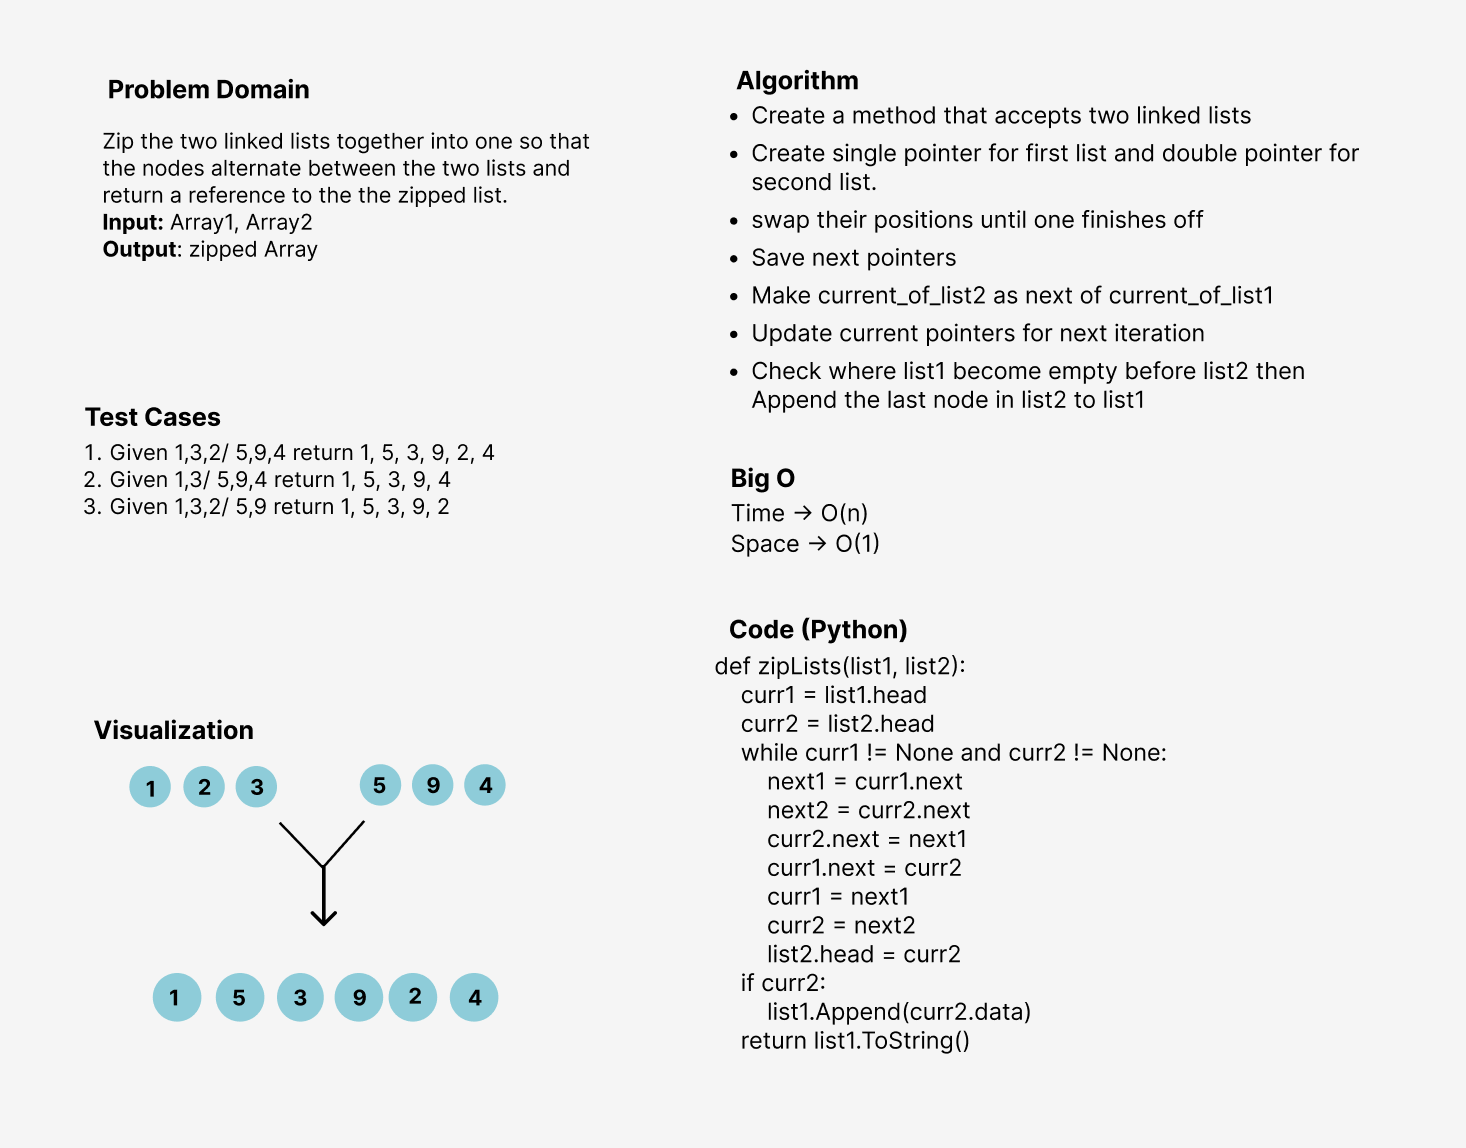 Problem Domain
Zip the two linked lists together into one so that
the nodes alternate between the two lists and
return a reference to the the zipped list.
Input: Array1, Array2
Output: zipped Array
Test Cases
1. Given 1,3,2/ 5,9,4 return 1, 5, 3, 9, 2, 4
2. Given 1,3/ 5,9,4 return 1, 5, 3, 9, 4
3. Given 1,3,2/ 5,9 return 1, 5, 3, 9, 2
Visualization
1 2 3 5 9 4
1 5 3 9 2 4
Algorithm
• Create a method that accepts two linked lists
• Create single pointer for first list and double pointer for
second list.
• swap their positions until one finishes off
• Save next pointers
• Make current_of_list2 as next of current_of_list1
• Update current pointers for next iteration
• Check where list1 become empty before list2 then
Append the last node in list2 to list1
Big O
Time → O(n)
Space → O(1)
Code (Python)
def zipLists(list1, list2):
    curr1 = list1.head
    curr2 = list2.head
    while curr1 != None and curr2 != None:
        next1 = curr1.next
        next2 = curr2.next
        curr2.next = next1
        curr1.next = curr2
        curr1 = next1
        curr2 = next2
        list2.head = curr2
    if curr2:
        list1.Append(curr2.data)
    return list1.ToString()